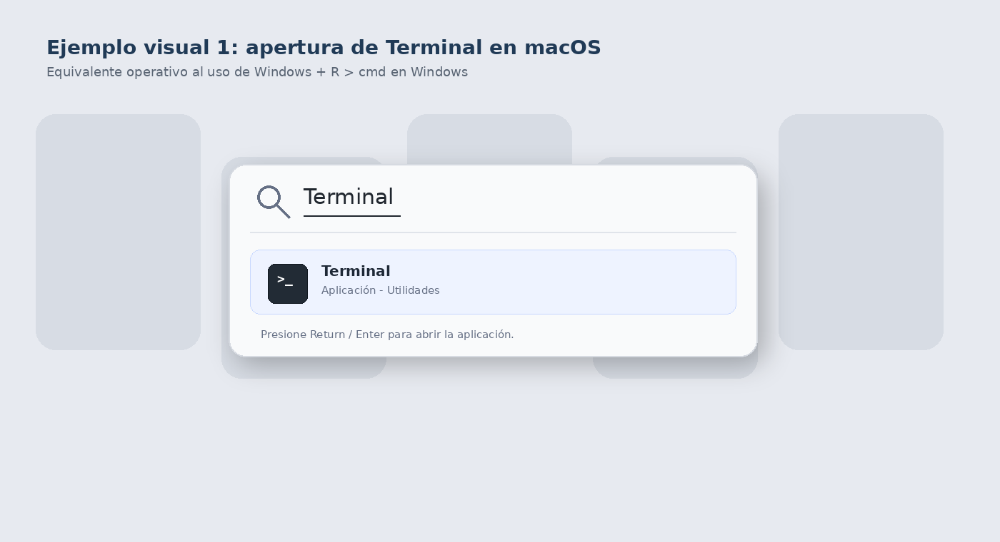 Ejemplo visual 1: apertura de Terminal en macOS
Equivalente operativo al uso de Windows + R > cmd en Windows
Terminal
>_
Terminal
Aplicación - Utilidades
Presione Return / Enter para abrir la aplicación.